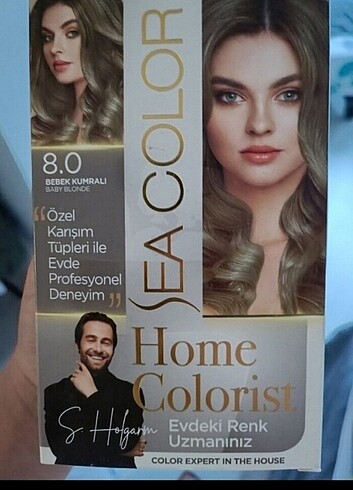 SEA COLOR
8.0
BEBEK KUMRALI
BABY BLONDE
“Özel
Karışım
Tüpleri ile
Evde
Profesyonel
Deneyim”
Home
Colorist
S. Holgarm
Evdeki Renk
Uzmanınız
COLOR EXPERT IN THE HOUSE